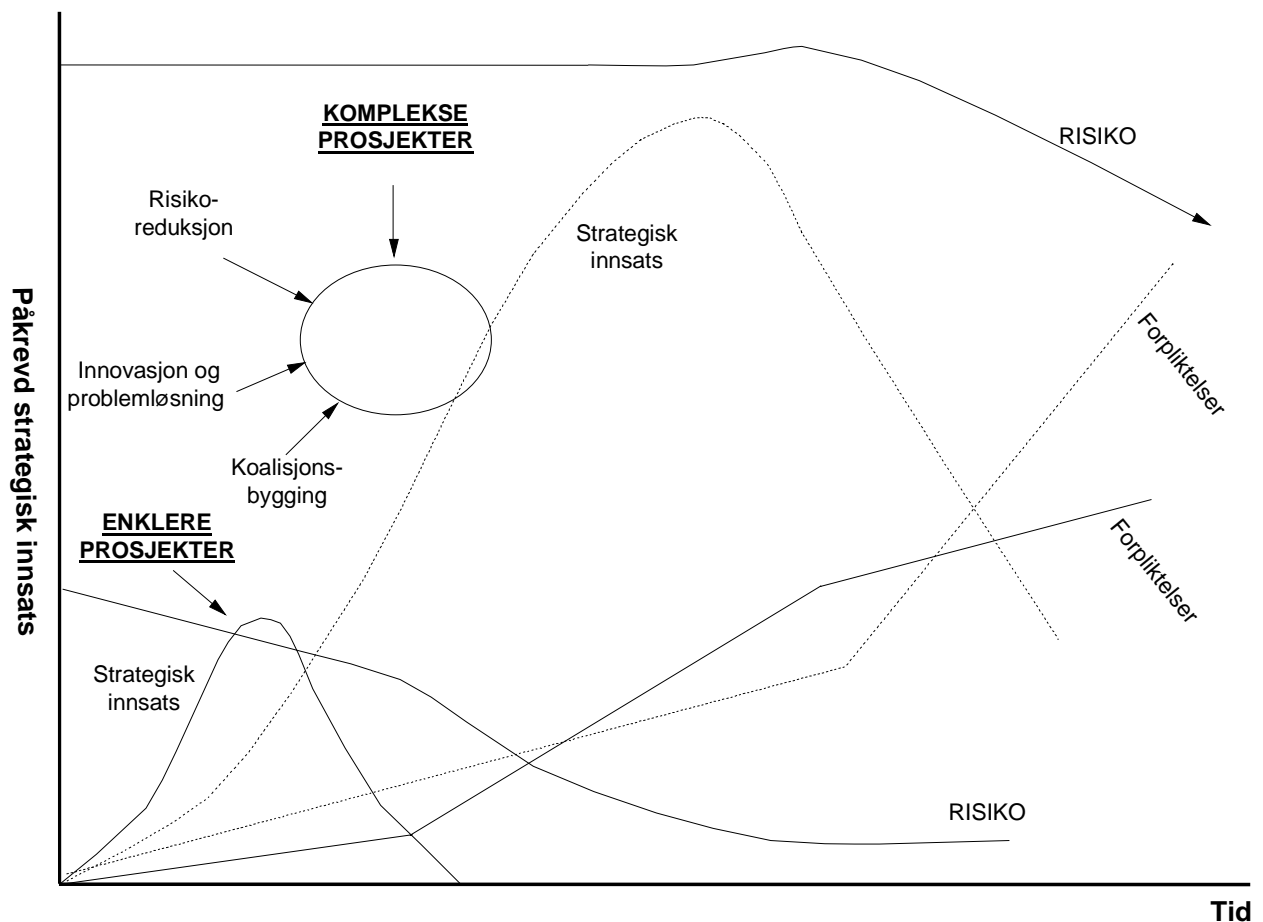 KOMPLEKSE
PROSJEKTER
RISIKO
Risiko-
reduksjon
Strategisk
innsats
Påkrevd strategisk innsats
Forpliktelser
Innovasjon og
problemløsning
Koalisjons-
bygging
ENKLERE
PROSJEKTER
Forpliktelser
Strategisk
innsats
RISIKO
Tid